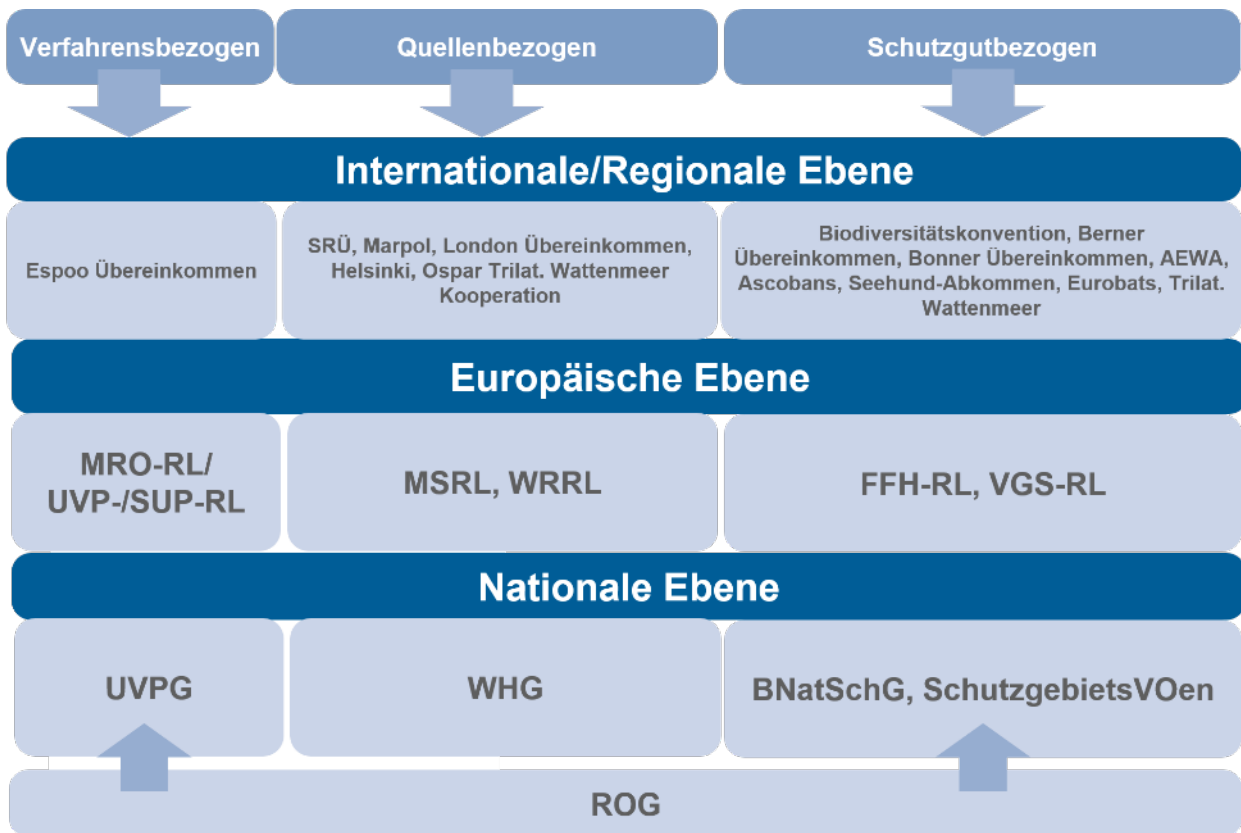 Verfahrensbezogen
Quellenbezogen
Schutzgutbezogen
Internationale/Regionale Ebene
Espoo Übereinkommen
SRÜ, Marpol, London Übereinkommen,
Helsinki, Ospar Trilat. Wattenmeer
Kooperation
Biodiversitätskonvention, Berner
Übereinkommen, Bonner Übereinkommen, AEWA,
Ascobans, Seehund-Abkommen, Eurobats, Trilat.
Wattenmeer
Europäische Ebene
MRO-RL/
UVP-/SUP-RL
MSRL, WRRL
FFH-RL, VGS-RL
Nationale Ebene
UVPG
WHG
BNatSchG, SchutzgebietsVOen
ROG